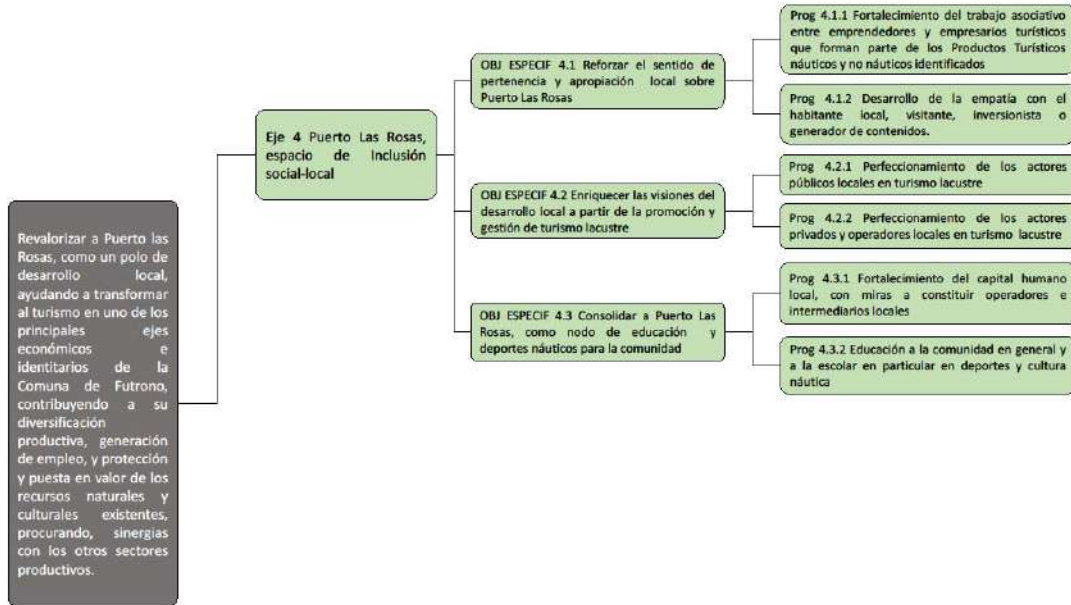 Revalorizar a Puerto las
Rosas, como un polo de
desarrollo local,
ayudando a transformar
al turismo en uno de los
principales ejes
económicos e
identitarios de la
Comuna de Futrono,
contribuyendo a su
diversificación
productiva, generación
de empleo, y protección
y puesta en valor de los
recursos naturales y
culturales existentes,
procurando, sinergias
con los otros sectores
productivos.
Eje 4 Puerto Las Rosas,
espacio de Inclusión
social-local
OBJ ESPECIF 4.1 Reforzar el sentido de
pertenencia y apropiación local sobre
Puerto Las Rosas
Prog 4.1.1 Fortalecimiento del trabajo asociativo
entre emprendedores y empresarios turísticos
que forman parte de los Productos Turísticos
náuticos y no náuticos identificados
Prog 4.1.2 Desarrollo de la empatía con el
habitante local, visitante, inversionista o
generador de contenidos.
OBJ ESPECIF 4.2 Enriquecer las visiones del
desarrollo local a partir de la promoción y
gestión de turismo lacustre
Prog 4.2.1 Perfeccionamiento de los actores
públicos locales en turismo lacustre
Prog 4.2.2 Perfeccionamiento de los actores
privados y operadores locales en turismo lacustre
OBJ ESPECIF 4.3 Consolidar a Puerto Las
Rosas, como nodo de educación y
deportes náuticos para la comunidad
Prog 4.3.1 Fortalecimiento del capital humano
local, con miras a constituir operadores e
intermediarios locales
Prog 4.3.2 Educación a la comunidad en general y
a la escolar en particular en deportes y cultura
náutica